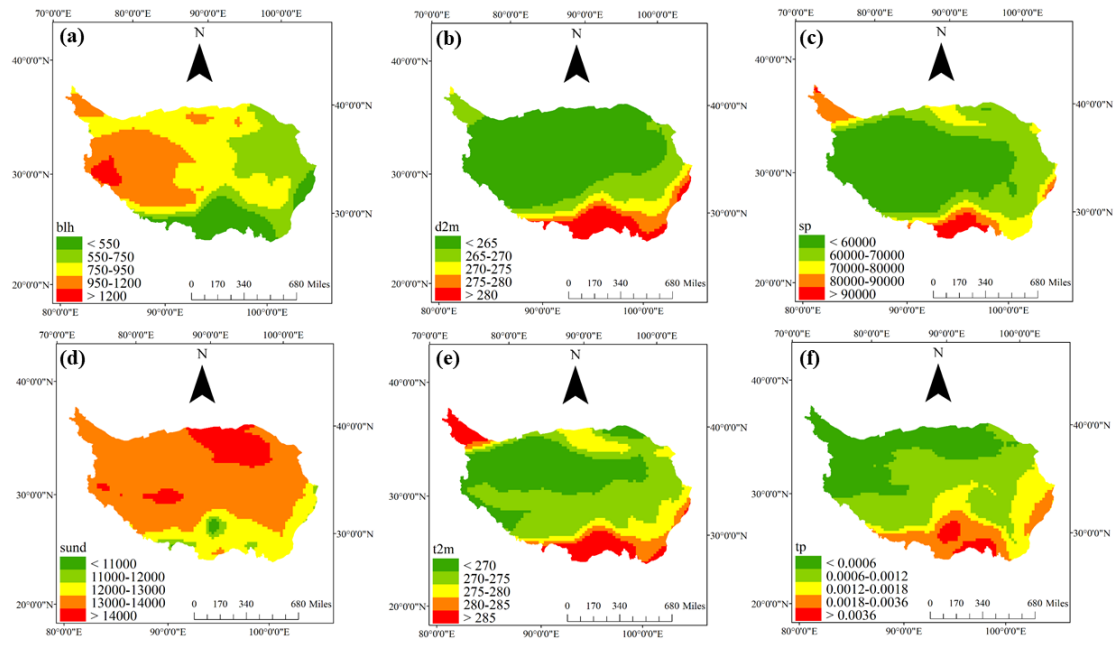 70°0'0"E 80°0'0"E 90°0'0"E 100°0'0"E
(a)
N
40°0'0"N
40°0'0"N
30°0'0"N
30°0'0"N
20°0'0"N
blh
< 550
550-750
750-950
950-1200
> 1200
0 170 340 680 Miles
80°0'0"E 90°0'0"E 100°0'0"E
70°0'0"E 80°0'0"E 90°0'0"E 100°0'0"E
(b)
N
40°0'0"N
40°0'0"N
30°0'0"N
30°0'0"N
20°0'0"N
d2m
< 265
265-270
270-275
275-280
> 280
0 170 340 680 Miles
80°0'0"E 90°0'0"E 100°0'0"E
70°0'0"E 80°0'0"E 90°0'0"E 100°0'0"E
(c)
N
40°0'0"N
40°0'0"N
30°0'0"N
30°0'0"N
20°0'0"N
sp
< 60000
60000-70000
70000-80000
80000-90000
> 90000
0 170 340 680 Miles
80°0'0"E 90°0'0"E 100°0'0"E
70°0'0"E 80°0'0"E 90°0'0"E 100°0'0"E
(d)
N
40°0'0"N
40°0'0"N
30°0'0"N
30°0'0"N
20°0'0"N
sund
< 11000
11000-12000
12000-13000
13000-14000
> 14000
0 170 340 680 Miles
80°0'0"E 90°0'0"E 100°0'0"E
70°0'0"E 80°0'0"E 90°0'0"E 100°0'0"E
(e)
N
40°0'0"N
40°0'0"N
30°0'0"N
30°0'0"N
20°0'0"N
t2m
< 270
270-275
275-280
280-285
> 285
0 170 340 680 Miles
80°0'0"E 90°0'0"E 100°0'0"E
70°0'0"E 80°0'0"E 90°0'0"E 100°0'0"E
(f)
N
40°0'0"N
40°0'0"N
30°0'0"N
30°0'0"N
20°0'0"N
tp
< 0.0006
0.0006-0.0012
0.0012-0.0018
0.0018-0.0036
> 0.0036
0 170 340 680 Miles
80°0'0"E 90°0'0"E 100°0'0"E